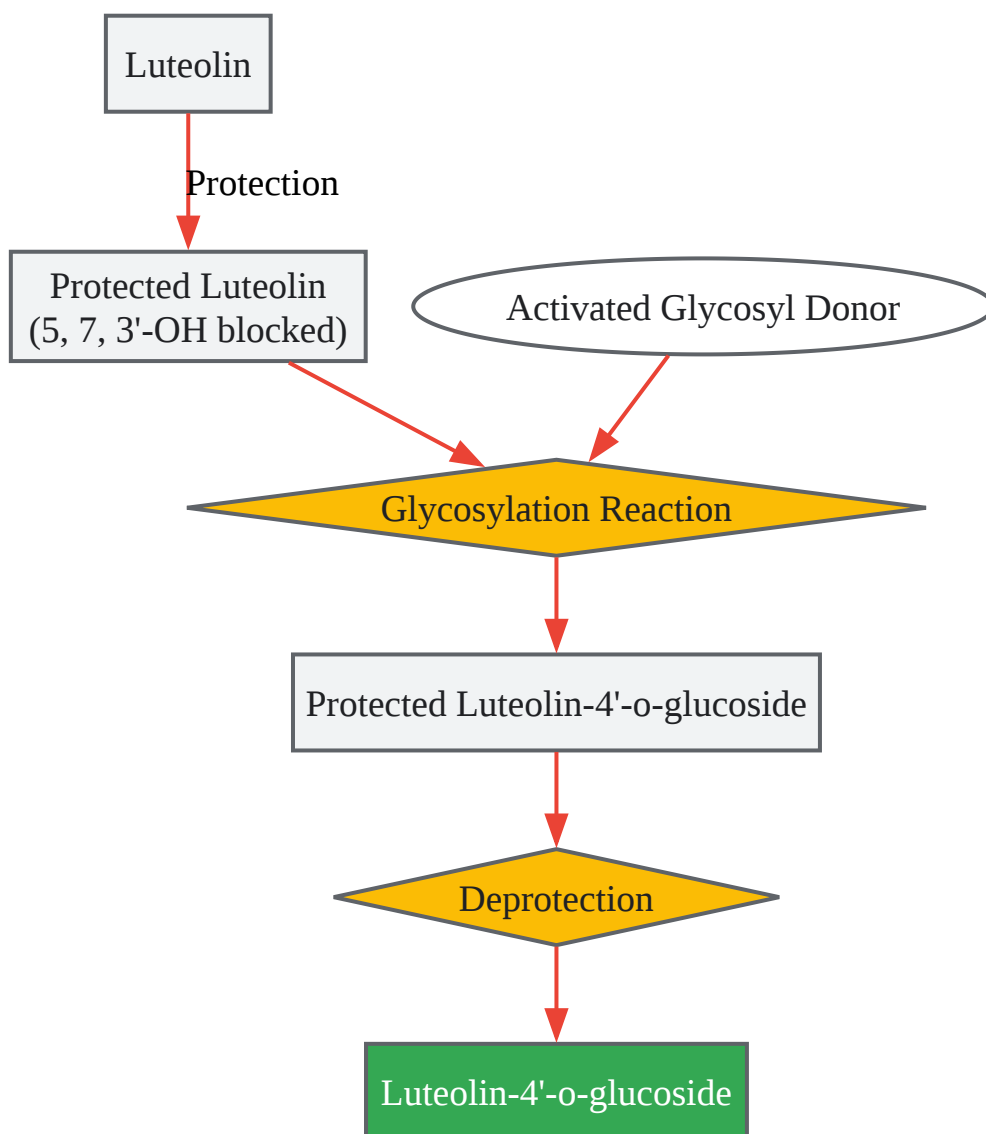 Luteolin
Protection
Protected Luteolin
(5, 7, 3'-OH blocked)
Activated Glycosyl Donor
Glycosylation Reaction
Protected Luteolin-4'-o-glucoside
Deprotection
Luteolin-4'-o-glucoside